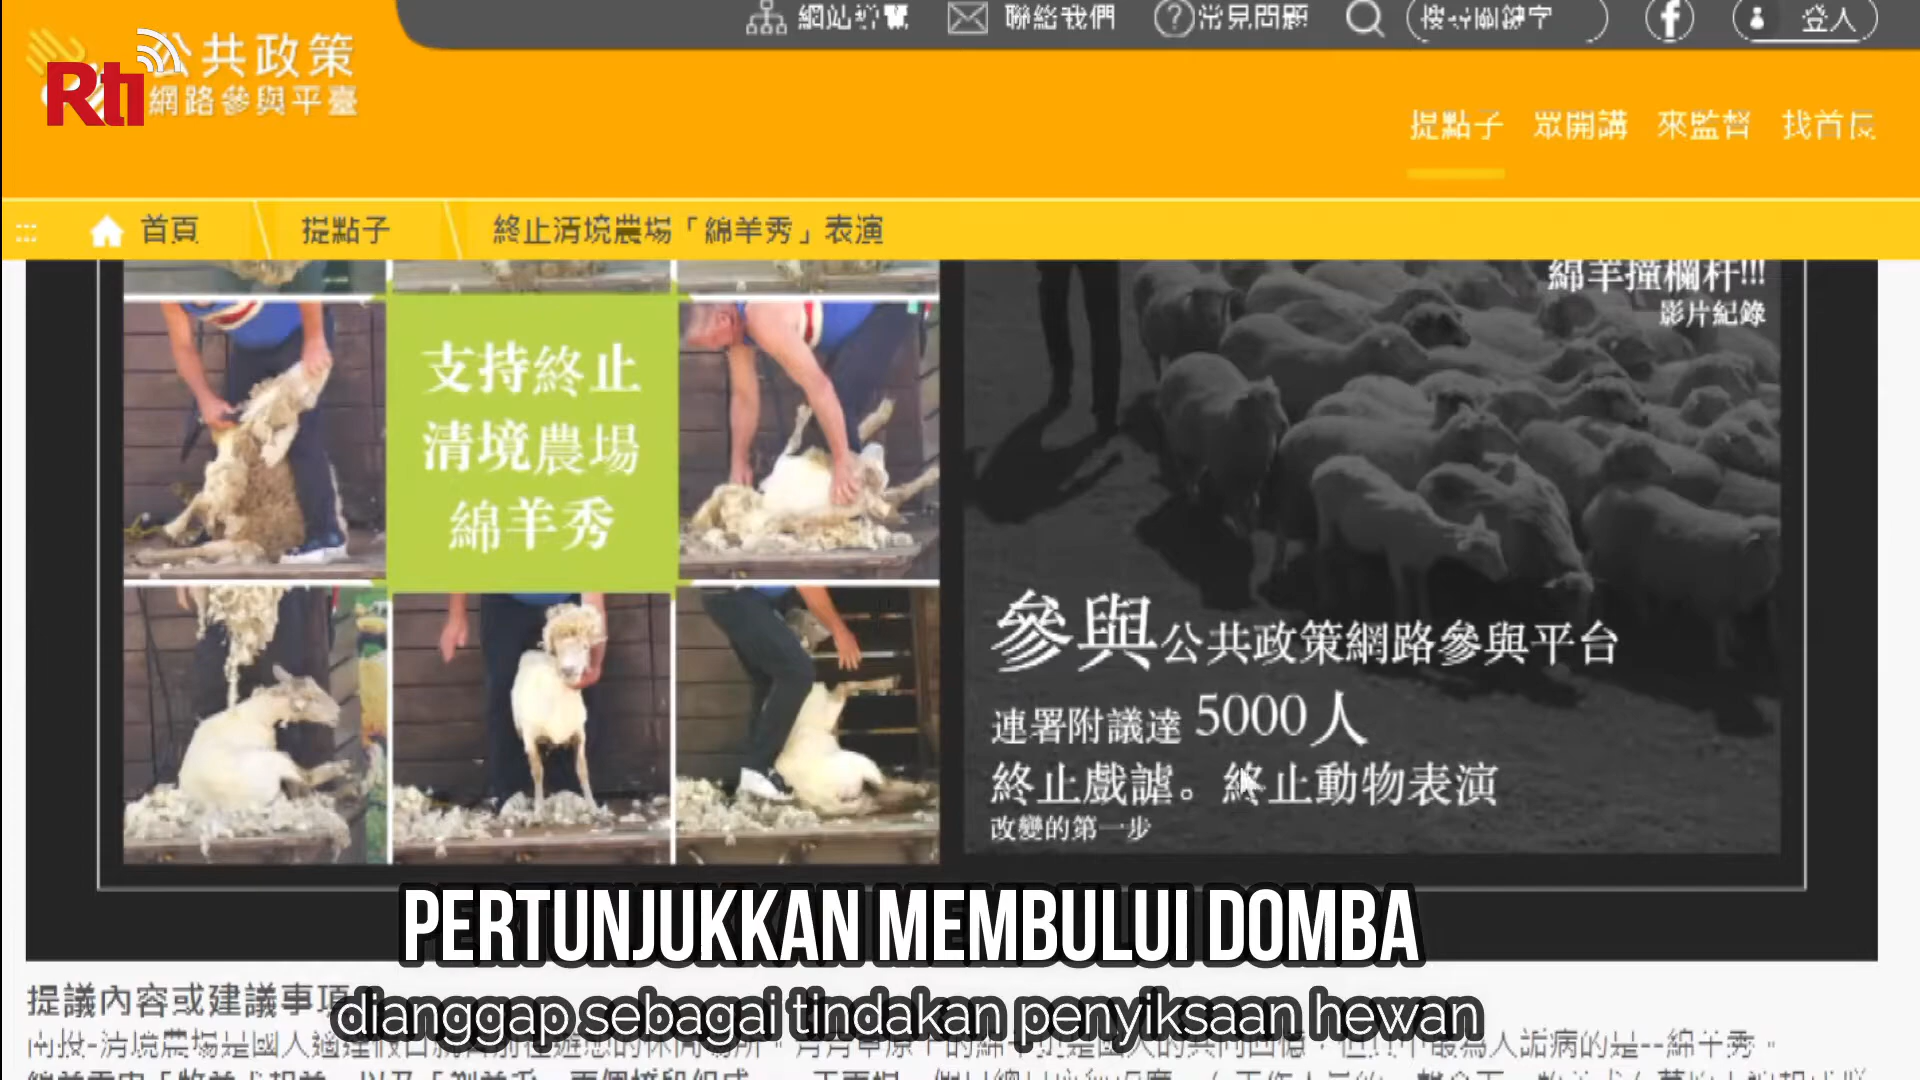 網站導覽
聯絡我們
常見問題
登入
Rti
公共政策
網路參與平臺
提點子
眾開講
來監督
找首長
首頁
提點子
終止清境農場「綿羊秀」表演
綿羊撞欄杆!!!
影片紀錄
支持終止
清境農場
綿羊秀
參與公共政策網路參與平台
連署附議達 5000 人
終止戲謔。終止動物表演
改變的第一步
PERTUNJUKKAN MEMBULUI DOMBA
提議內容或建議事項
dianggap sebagai tindakan penyiksaan hewan